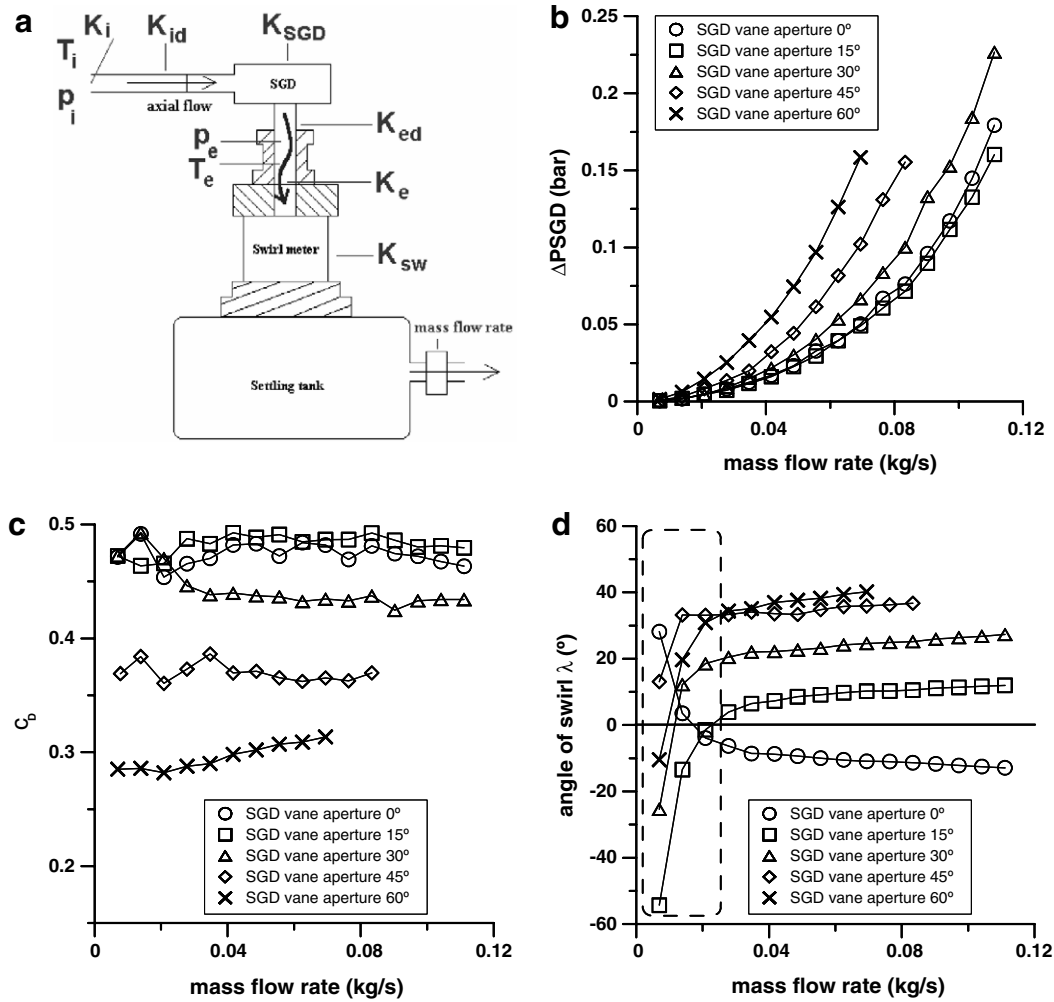 a
K_i
K_id
K_SGD
T_i
p_i
axial flow
SGD
K_ed
p_e
T_e
K_e
Swirl meter
K_sw
mass flow rate
Settling tank
b
SGD vane aperture 0º
SGD vane aperture 15º
SGD vane aperture 30º
SGD vane aperture 45º
SGD vane aperture 60º
0.25
0.2
0.15
0.1
0.05
0
ΔPSGD (bar)
0
0.04
0.08
0.12
mass flow rate (kg/s)
c
0.5
0.4
0.3
0.2
C_b
SGD vane aperture 0º
SGD vane aperture 15º
SGD vane aperture 30º
SGD vane aperture 45º
SGD vane aperture 60º
0
0.04
0.08
0.12
mass flow rate (kg/s)
d
60
40
20
0
-20
-40
-60
angle of swirl λ (º)
SGD vane aperture 0º
SGD vane aperture 15º
SGD vane aperture 30º
SGD vane aperture 45º
SGD vane aperture 60º
0
0.04
0.08
0.12
mass flow rate (kg/s)